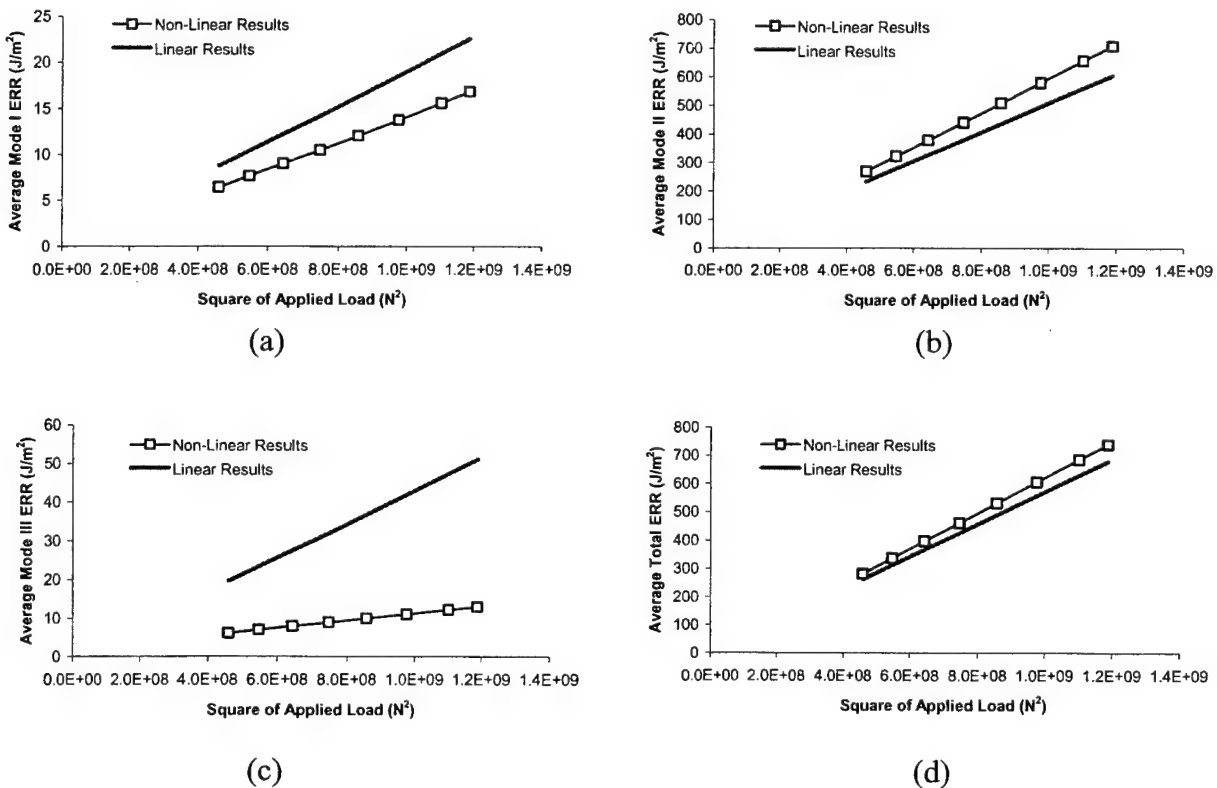 Average Mode I ERR (J/m²)
25
20
15
10
5
0
Non-Linear Results
Linear Results
0.0E+00 2.0E+08 4.0E+08 6.0E+08 8.0E+08 1.0E+09 1.2E+09 1.4E+09
Square of Applied Load (N²)
(a)
Average Mode II ERR (J/m²)
800
700
600
500
400
300
200
100
0
Non-Linear Results
Linear Results
0.0E+00 2.0E+08 4.0E+08 6.0E+08 8.0E+08 1.0E+09 1.2E+09 1.4E+09
Square of Applied Load (N²)
(b)
Average Mode III ERR (J/m²)
60
50
40
30
20
10
0
Non-Linear Results
Linear Results
0.0E+00 2.0E+08 4.0E+08 6.0E+08 8.0E+08 1.0E+09 1.2E+09 1.4E+09
Square of Applied Load (N²)
(c)
Average Total ERR (J/m²)
800
700
600
500
400
300
200
100
0
Non-Linear Results
Linear Results
0.0E+00 2.0E+08 4.0E+08 6.0E+08 8.0E+08 1.0E+09 1.2E+09 1.4E+09
Square of Applied Load (N²)
(d)